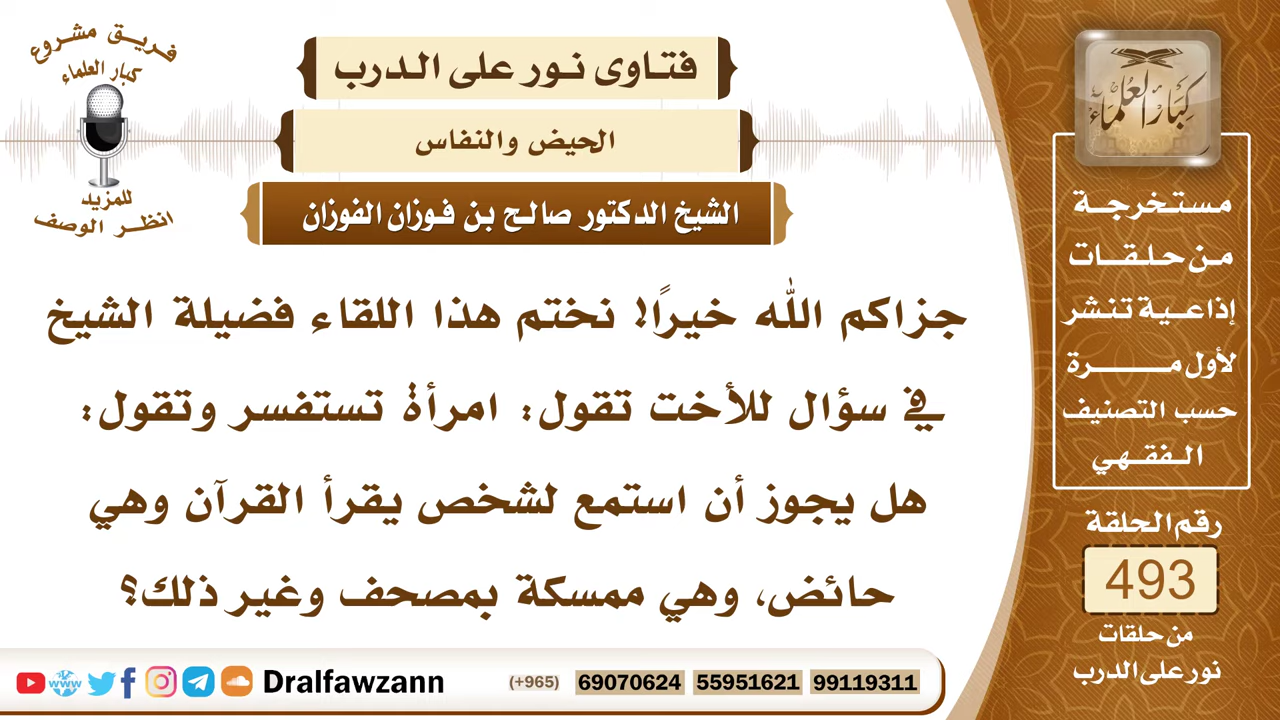 فريق مشروع
كبار العلماء
للمزيد
انظر الوصف
فتاوى نور على الدرب
الحيض والنفاس
الشيخ الدكتور صالح بن فوزان الفوزان
جزاكم الله خيرًا! نختم هذا اللقاء فضيلة الشيخ
في سؤال للأخت تقول: امرأة تستفسر وتقول:
هل يجوز أن استمع لشخص يقرأ القرآن وهي
حائض، وهي ممسكة بمصحف وغير ذلك؟
كبار العلماء
مستخرجة
من حلقات
إذاعية تنشر
لأول مرة
حسب التصنيف
الفقهي
رقم الحلقة
493
من حلقات
نور على الدرب
www Dralfawzann (+965) 69070624 55951621 99119311